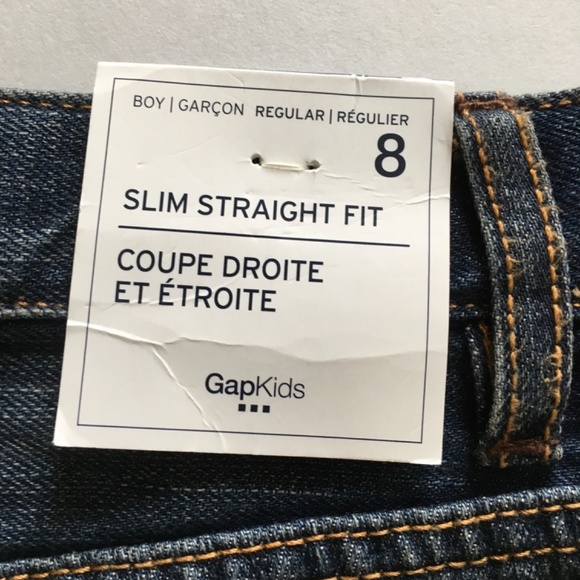 BOY | GARÇON REGULAR | RÉGULIER
8
SLIM STRAIGHT FIT
COUPE DROITE
ET ÉTROITE
GapKids